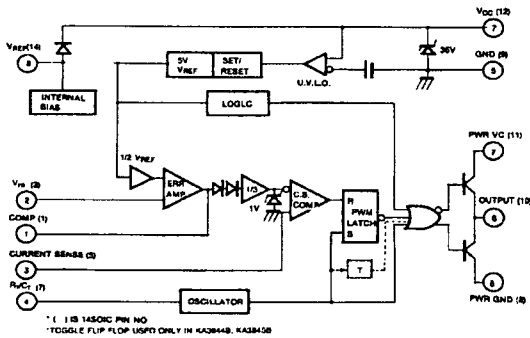 VCC (12)
7
VREF(14)
8
5V
VREF
SET/
RESET
36V
GND (9)
5
U.V.L.O.
INTERNAL
BIAS
LOGLC
PWR VC (11)
7
1/2 VREF
ERR
AMP
1/3
C.S.
COMP
1V
R
PWM
LATCH
S
OUTPUT (10)
6
2
COMP (1)
1
CURRENT SENSE (5)
3
T
RT/CT (7)
4
OSCILLATOR
5
PWR GND (8)
* ( ) IS 14SOIC PIN NO
*TOGGLE FLIP FLOP USED ONLY IN KA3844B, KA3845B